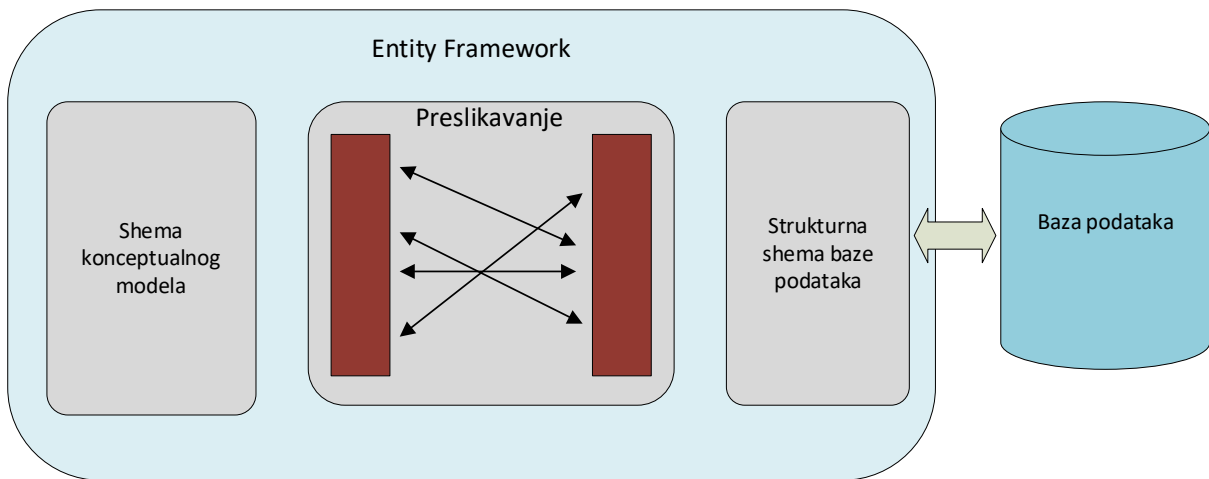 Entity Framework
Shema
konceptualnog
modela
Preslikavanje
Strukturna
shema baze
podataka
Baza podataka